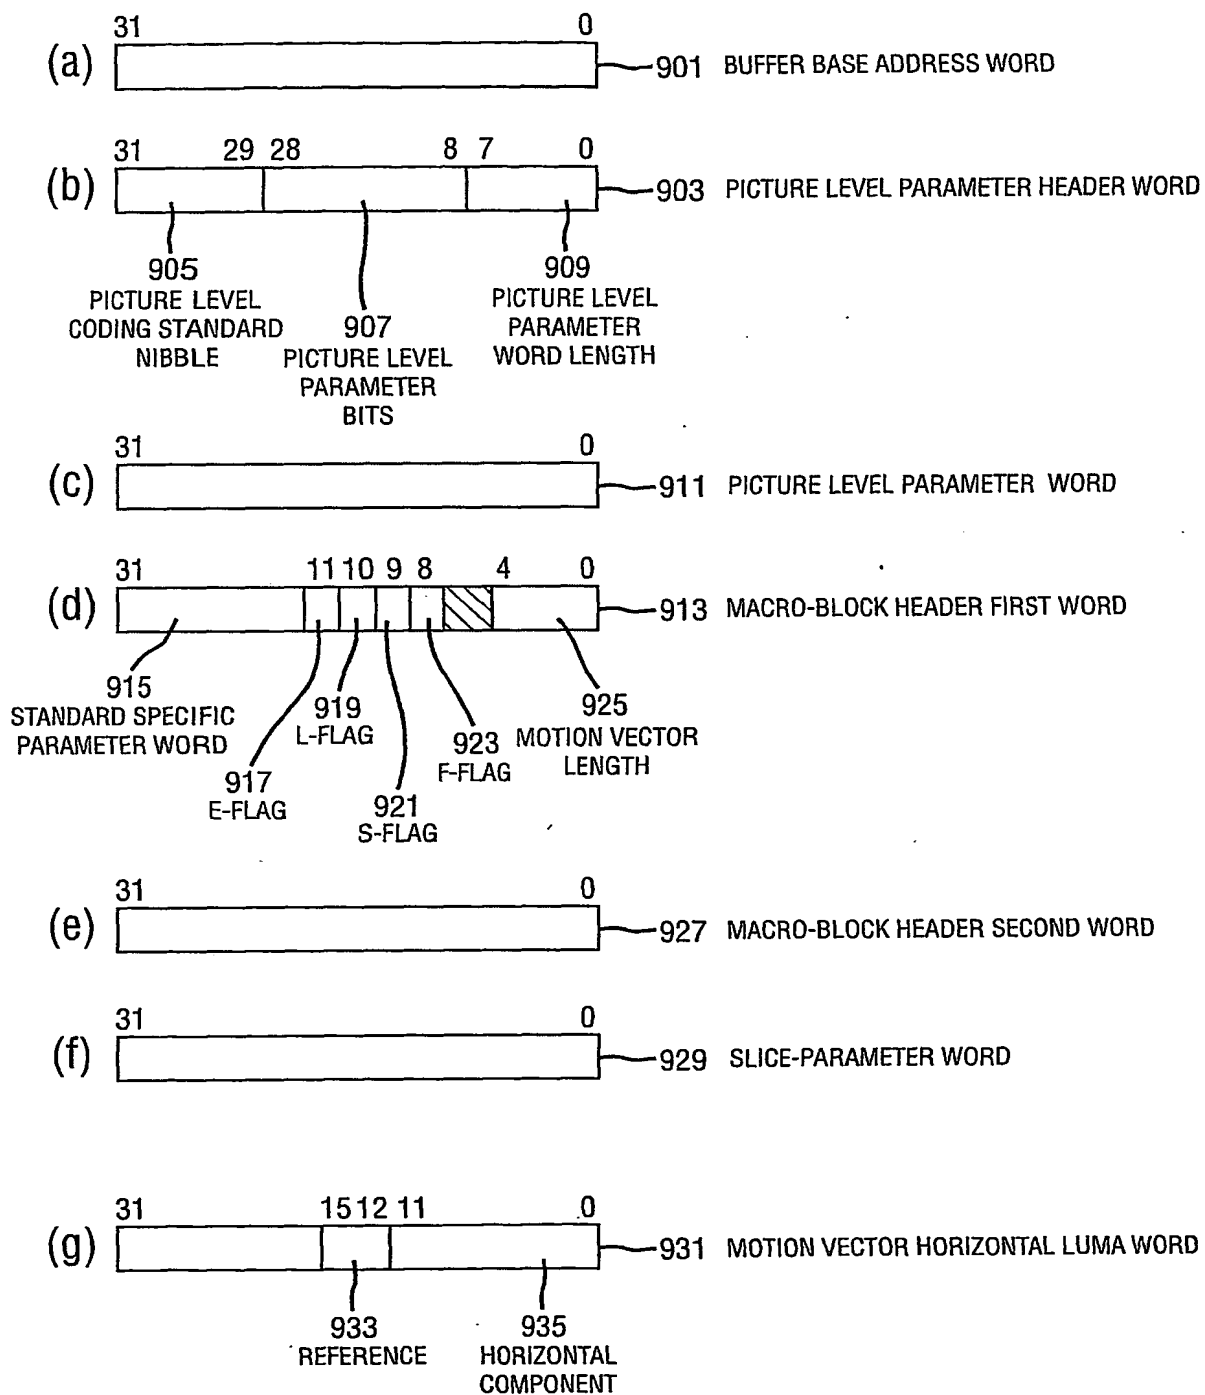 31 0
(a) 901 BUFFER BASE ADDRESS WORD
31 29 28 8 7 0
(b) 903 PICTURE LEVEL PARAMETER HEADER WORD
905
PICTURE LEVEL
CODING STANDARD
NIBBLE
907
PICTURE LEVEL
PARAMETER
BITS
909
PICTURE LEVEL
PARAMETER
WORD LENGTH
31 0
(c) 911 PICTURE LEVEL PARAMETER WORD
31 11 10 9 8 4 0
(d) 913 MACRO-BLOCK HEADER FIRST WORD
915
STANDARD SPECIFIC
PARAMETER WORD
917
E-FLAG
919
L-FLAG
921
S-FLAG
923
F-FLAG
925
MOTION VECTOR
LENGTH
31 0
(e) 927 MACRO-BLOCK HEADER SECOND WORD
31 0
(f) 929 SLICE-PARAMETER WORD
31 15 12 11 0
(g) 931 MOTION VECTOR HORIZONTAL LUMA WORD
933
REFERENCE
935
HORIZONTAL
COMPONENT